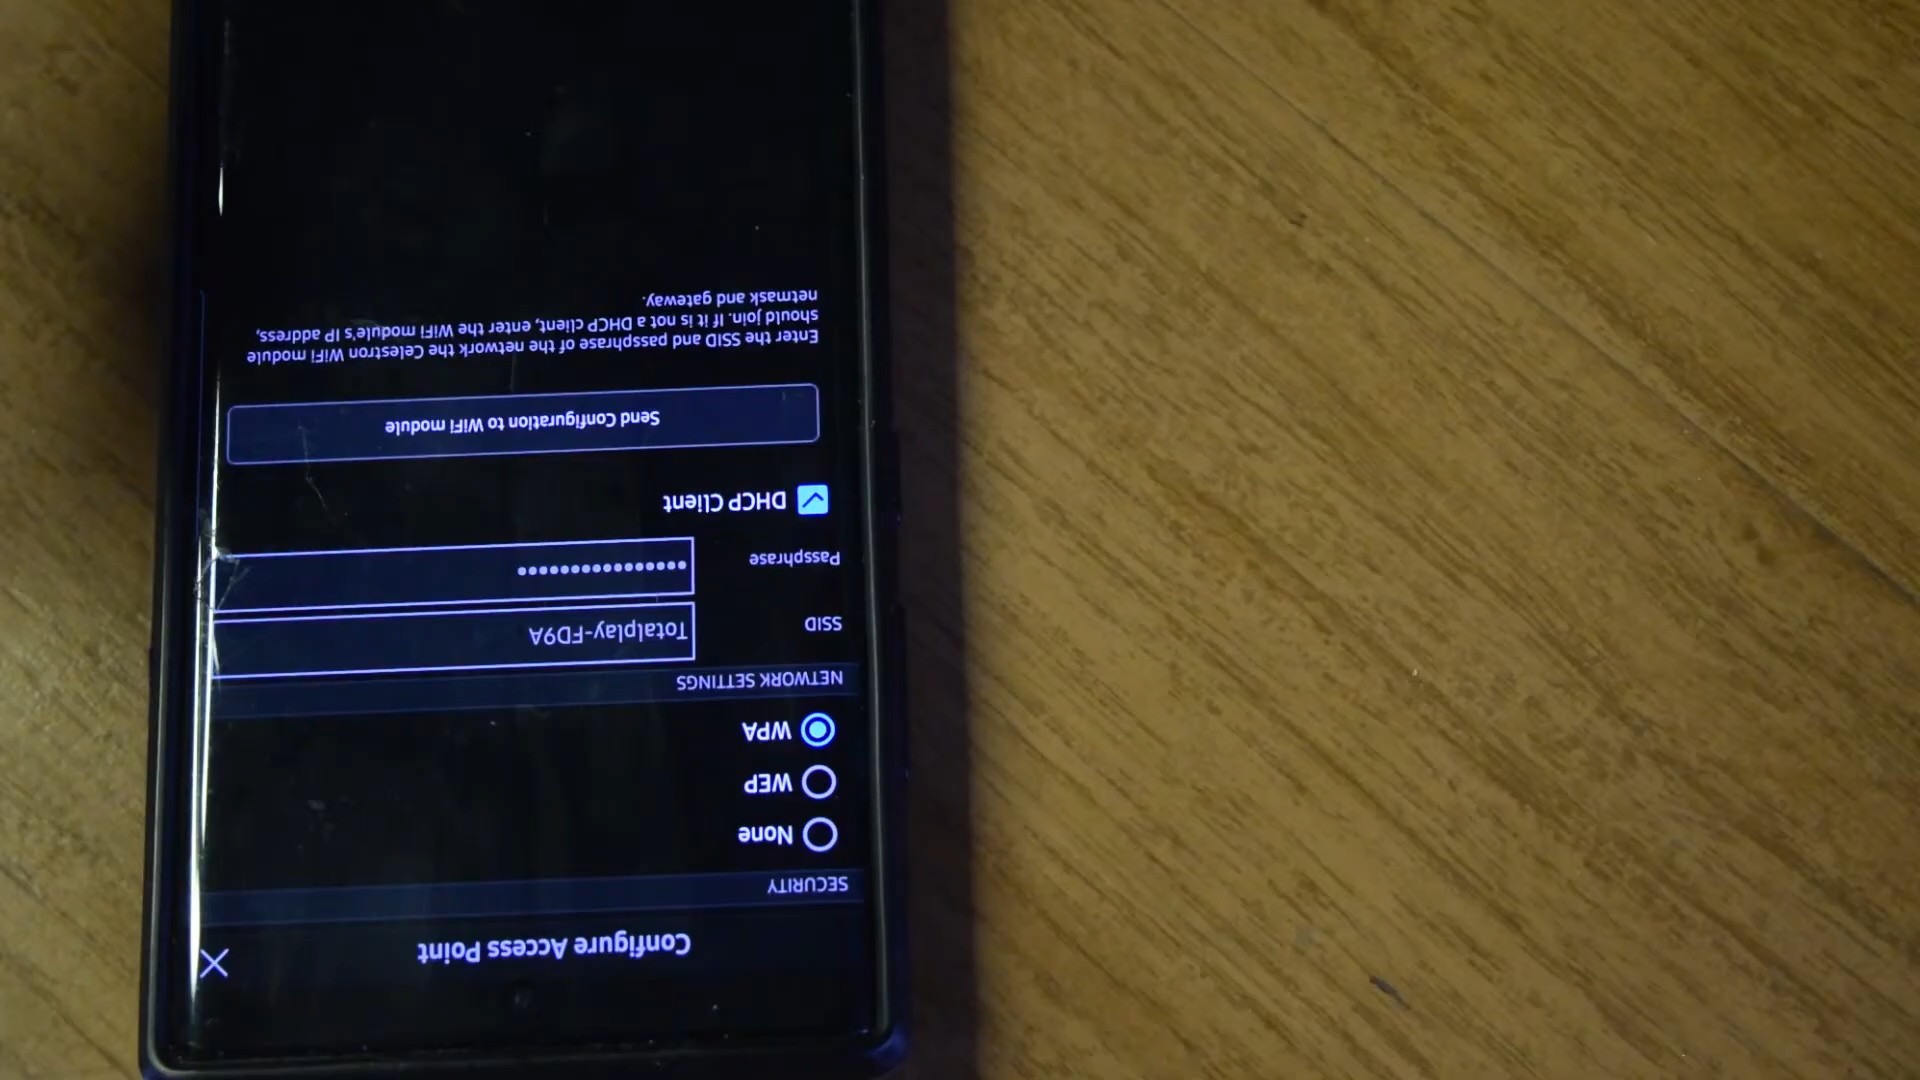 Configure Access Point
SECURITY
None
WEP
WPA
NETWORK SETTINGS
SSID Totalplay-FD9A
Passphrase ••••••••••••••••
DHCP Client
Send Configuration to WiFi module
Enter the SSID and passphrase of the network the Celestron WiFi module
should join. If it is not a DHCP client, enter the WiFi module's IP address,
netmask and gateway.